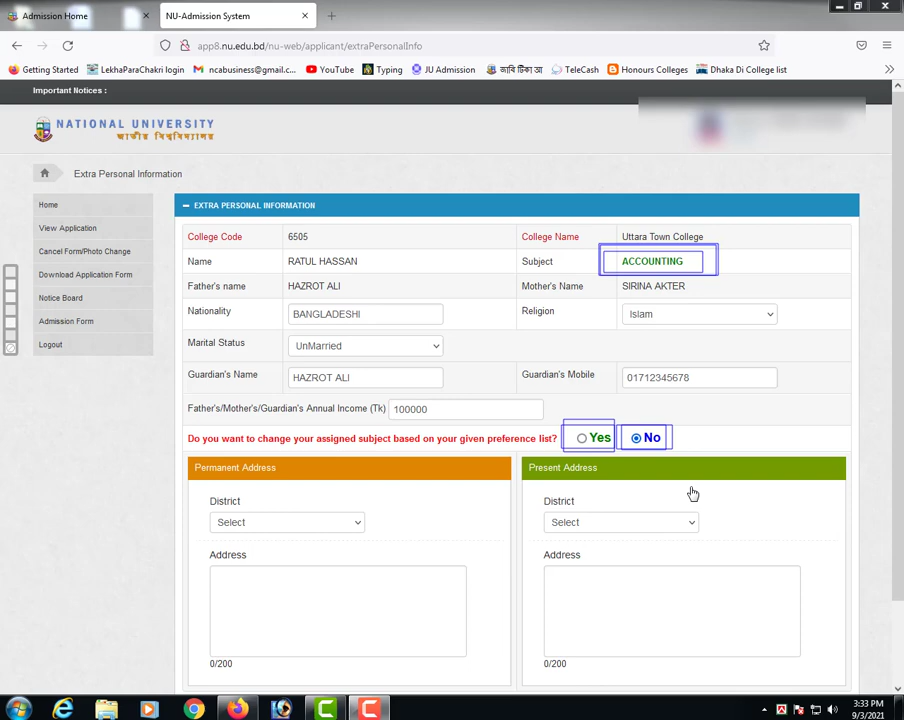 Admission Home
NU-Admission System
app8.nu.edu.bd/nu-web/applicant/extraPersonalInfo
Getting Started
LekhaParaChakri login
ncabusiness@gmail.c...
YouTube
Typing
JU Admission
জাবি টিকা আ
TeleCash
Honours Colleges
Dhaka Di College list
Important Notices :
NATIONAL UNIVERSITY
জাতীয় বিশ্ববিদ্যালয়
Extra Personal Information
Home
View Application
Cancel Form/Photo Change
Download Application Form
Notice Board
Admission Form
Logout
EXTRA PERSONAL INFORMATION
College Code 6505 College Name Uttara Town College
Name RATUL HASSAN Subject ACCOUNTING
Father's name HAZROT ALI Mother's Name SIRINA AKTER
Nationality BANGLADESHI Religion Islam
Marital Status UnMarried
Guardian's Name HAZROT ALI Guardian's Mobile 01712345678
Father's/Mother's/Guardian's Annual Income (Tk) 100000
Do you want to change your assigned subject based on your given preference list? Yes No
Permanent Address
District
Select
Address
0/200
Present Address
District
Select
Address
0/200
3:33 PM
9/3/2021